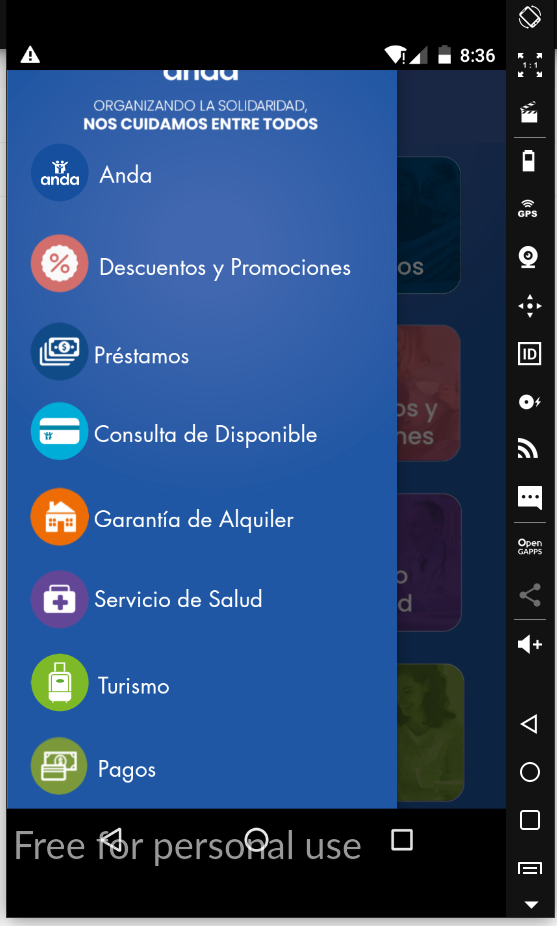 8:36
anda
ORGANIZANDO LA SOLIDARIDAD,
NOS CUIDAMOS ENTRE TODOS
anda
Anda
Descuentos y Promociones
os
Préstamos
os y
nes
Consulta de Disponible
Garantía de Alquiler
o
d
Servicio de Salud
Turismo
Pagos
Free for personal use
1:1
GPS
ID
Open
GAPPS